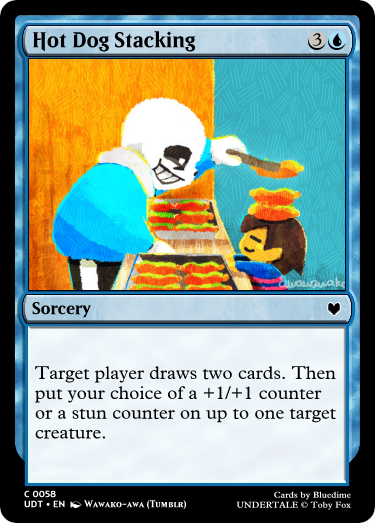 Hot Dog Stacking 3
Sorcery
Target player draws two cards. Then
put your choice of a +1/+1 counter
or a stun counter on up to one target
creature.
C 0058
UDT • EN Wawako-awa (Tumblr)
Cards by Bluedime
UNDERTALE © Toby Fox